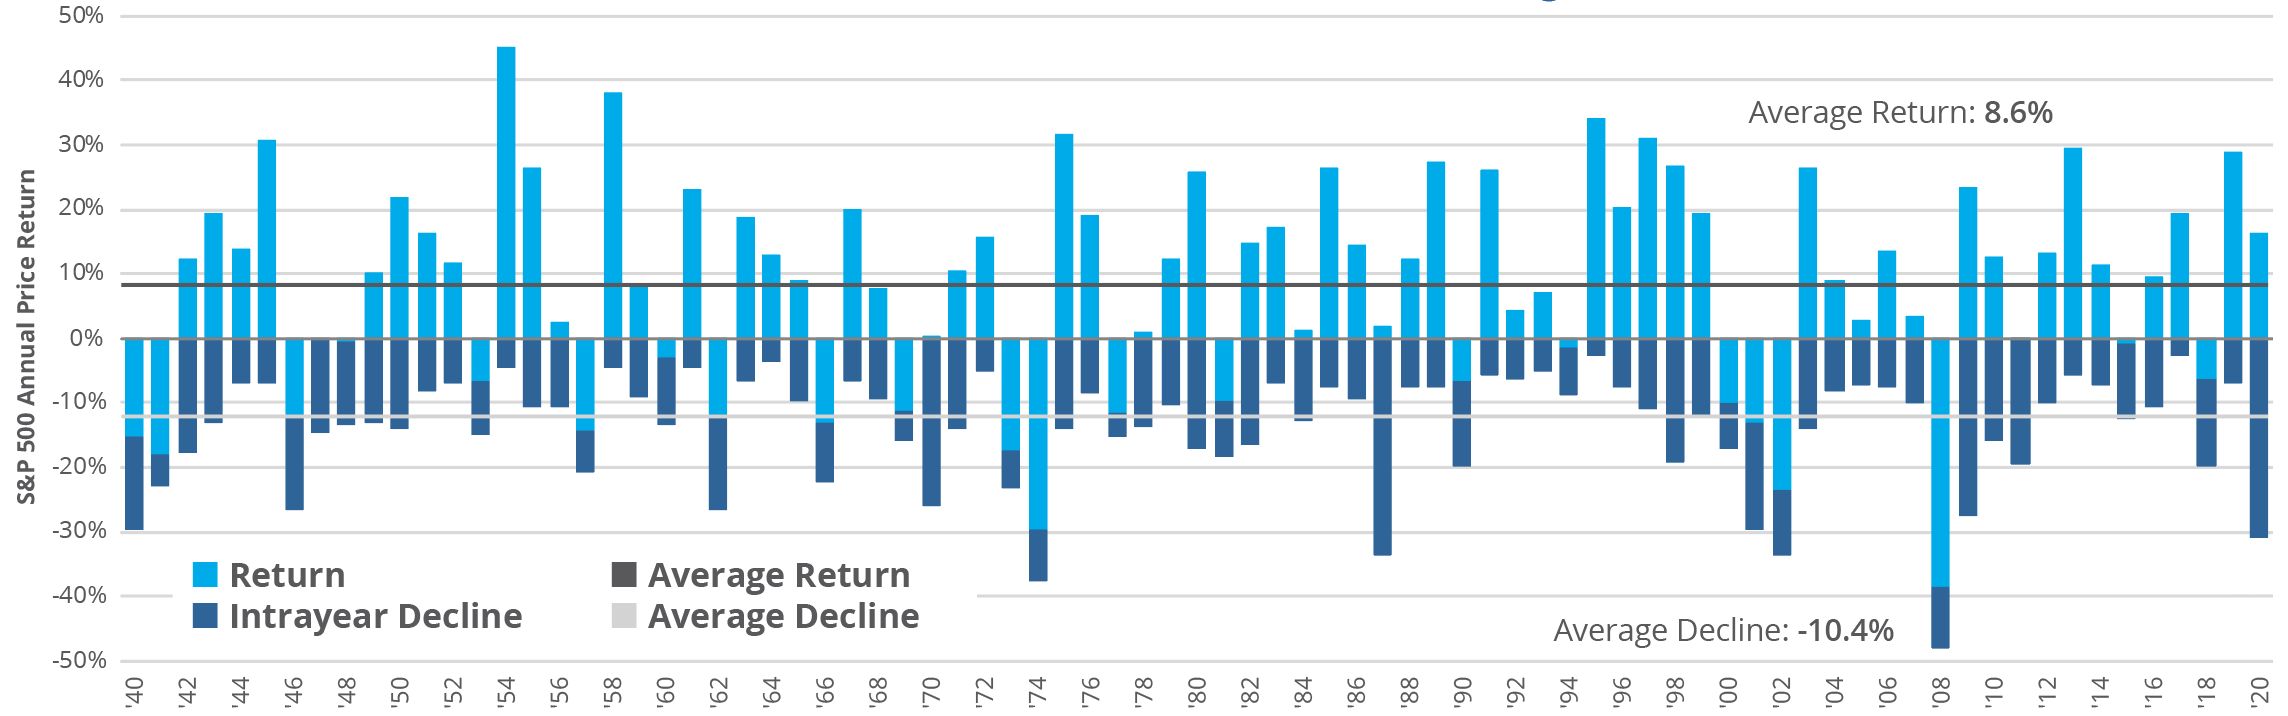 50%
40%
30%
20%
10%
0%
-10%
-20%
-30%
-40%
-50%
S&P 500 Annual Price Return
Average Return: 8.6%
Return
Average Return
Intrayear Decline
Average Decline
Average Decline: -10.4%
'40 '42 '44 '46 '48 '50 '52 '54 '56 '58 '60 '62 '64 '66 '68 '70 '72 '74 '76 '78 '80 '82 '84 '86 '88 '90 '92 '94 '96 '98 '00 '02 '04 '06 '08 '10 '12 '14 '16 '18 '20